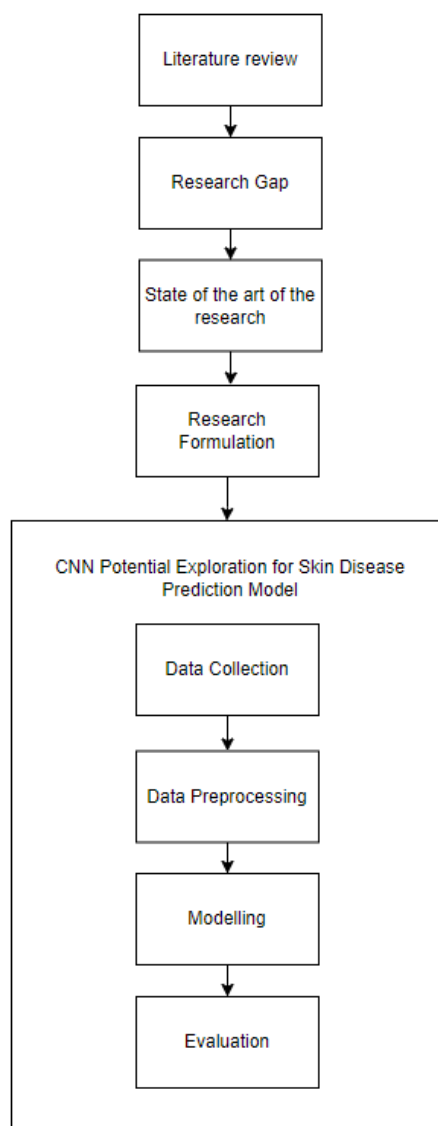 Literature review
Research Gap
State of the art of the
research
Research
Formulation
CNN Potential Exploration for Skin Disease
Prediction Model
Data Collection
Data Preprocessing
Modelling
Evaluation